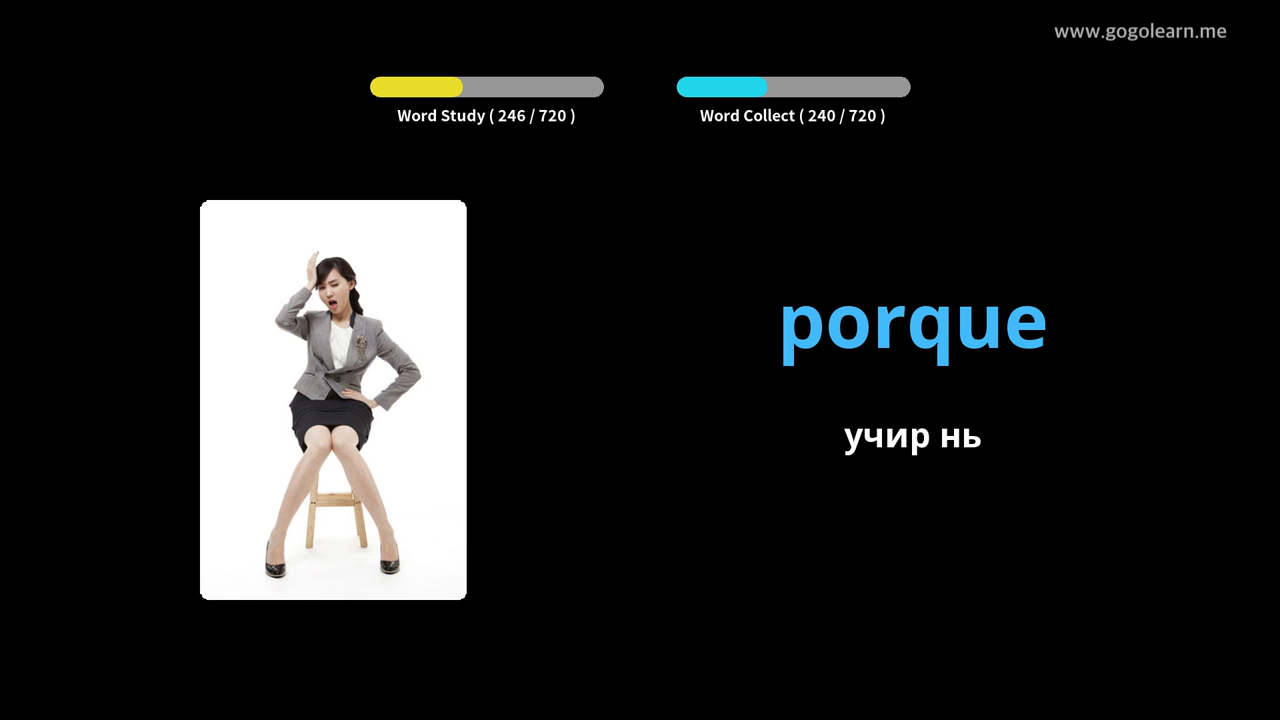 www.gogolearn.me
Word Study ( 246 / 720 )
Word Collect ( 240 / 720 )
porque
учир нь